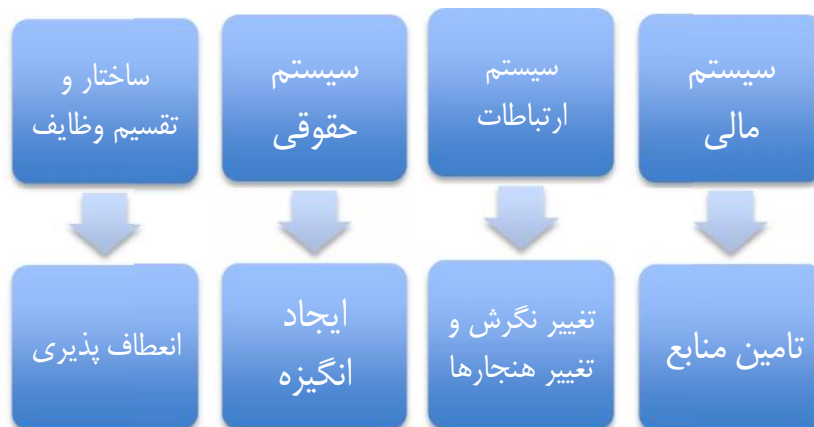 سیستم
مالی
سیستم
ارتباطات
سیستم
حقوقی
ساختار و
تقسیم وظایف
تامین منابع
تغییر نگرش و
تغییر هنجارها
ایجاد
انگیزه
انعطاف پذیری